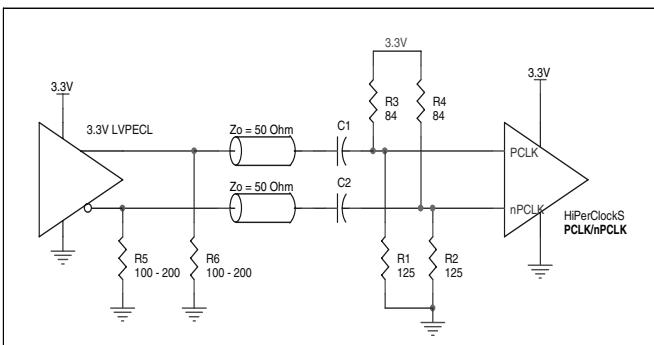 3.3V
3.3V
3.3V
3.3V LVPECL
R3
84
R4
84
Zo = 50 Ohm
C1
PCLK
Zo = 50 Ohm
C2
nPCLK
HiPerClockS
PCLK/nPCLK
R5
100 - 200
R6
100 - 200
R1
125
R2
125